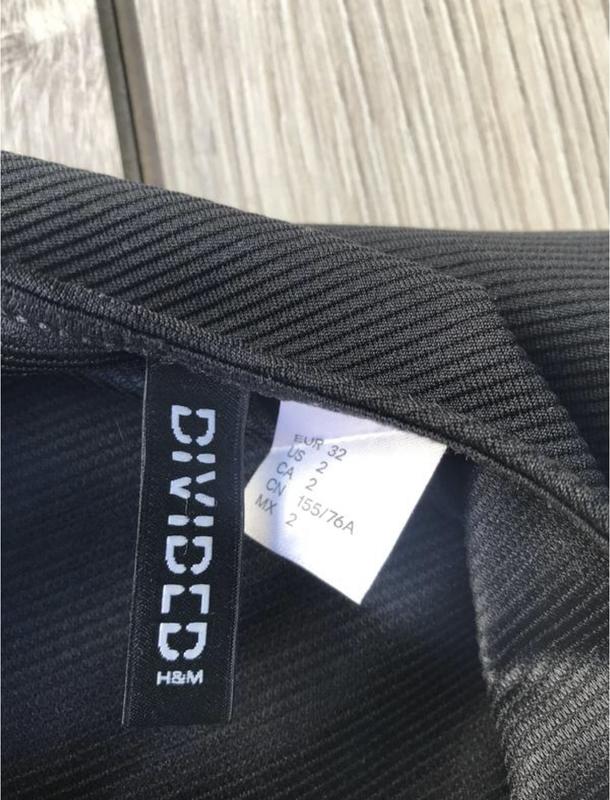 DIVIDED
H&M
EUR 32
US 2
CA 2
CN 155/76A
MX 2